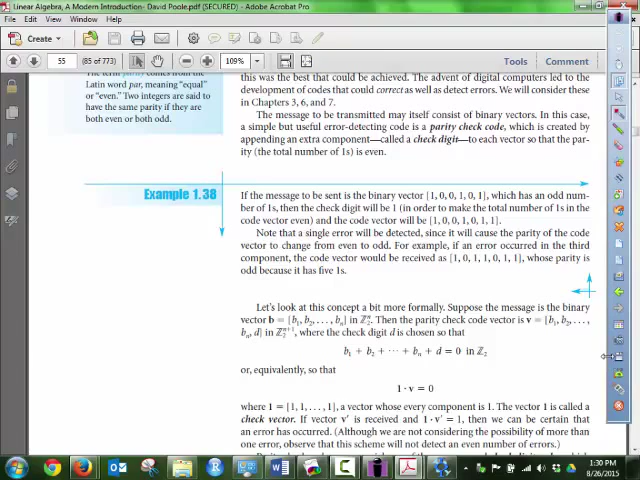 Linear Algebra, A Modern Introduction- David Poole.pdf (SECURED) - Adobe Acrobat Pro
File Edit View Window Help
Create
55 (85 of 773) 109% Tools Comment
The term parity comes from the
Latin word par, meaning "equal"
or "even." Two integers are said to
have the same parity if they are
both even or both odd.
this was the best that could be achieved. The advent of digital computers led to the
development of codes that could correct as well as detect errors. We will consider these
in Chapters 3, 6, and 7.
The message to be transmitted may itself consist of binary vectors. In this case,
a simple but useful error-detecting code is a parity check code, which is created by
appending an extra component—called a check digit—to each vector so that the par-
ity (the total number of 1s) is even.
Example 1.38
If the message to be sent is the binary vector [1, 0, 0, 1, 0, 1], which has an odd num-
ber of 1s, then the check digit will be 1 (in order to make the total number of 1s in the
code vector even) and the code vector will be [1, 0, 0, 1, 0, 1, 1].
Note that a single error will be detected, since it will cause the parity of the code
vector to change from even to odd. For example, if an error occurred in the third
component, the code vector would be received as [1, 0, 1, 1, 0, 1, 1], whose parity is
odd because it has five 1s.
Let's look at this concept a bit more formally. Suppose the message is the binary
vector b = [b₁, b₂, . . . , bₙ] in ℤ₂ⁿ. Then the parity check code vector is v = [b₁, b₂, . . . ,
bₙ, d] in ℤ₂ⁿ⁺¹, where the check digit d is chosen so that
b₁ + b₂ + ⋯ + bₙ + d = 0 in ℤ₂
or, equivalently, so that
1 · v = 0
where 1 = [1, 1, . . . , 1], a vector whose every component is 1. The vector 1 is called a
check vector. If vector v′ is received and 1 · v′ = 1, then we can be certain that
an error has occurred. (Although we are not considering the possibility of more than
one error, observe that this scheme will not detect an even number of errors.)
1:30 PM
8/26/2015